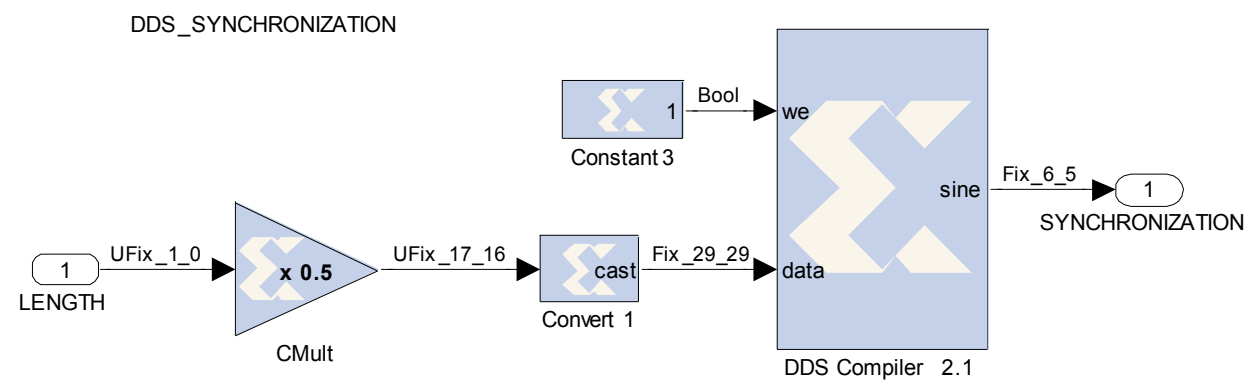 DDS_SYNCHRONIZATION
1
Bool
we
Constant 3
sine
Fix_6_5
1
SYNCHRONIZATION
1
UFix_1_0
x 0.5
UFix_17_16
cast
Fix_29_29
data
LENGTH
Convert 1
CMult
DDS Compiler 2.1